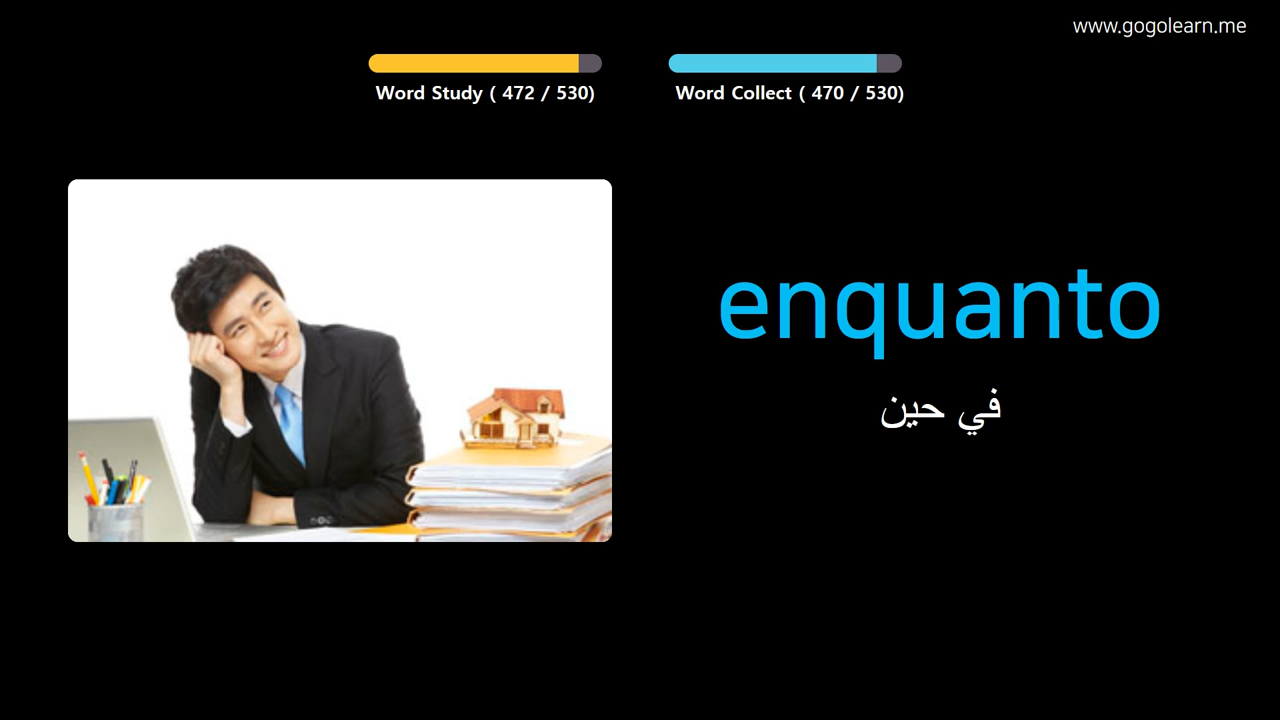 www.gogolearn.me
Word Study ( 472 / 530)
Word Collect ( 470 / 530)
enquanto
في حين